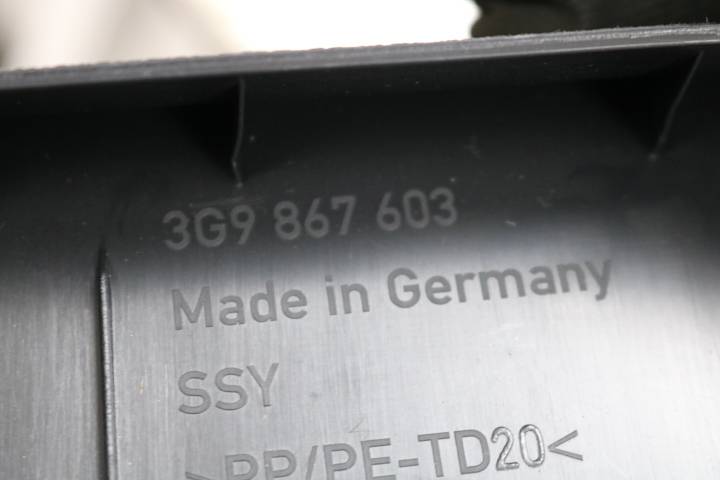 3G9 867 603
Made in Germany
SSY
>PP/PE-TD20<